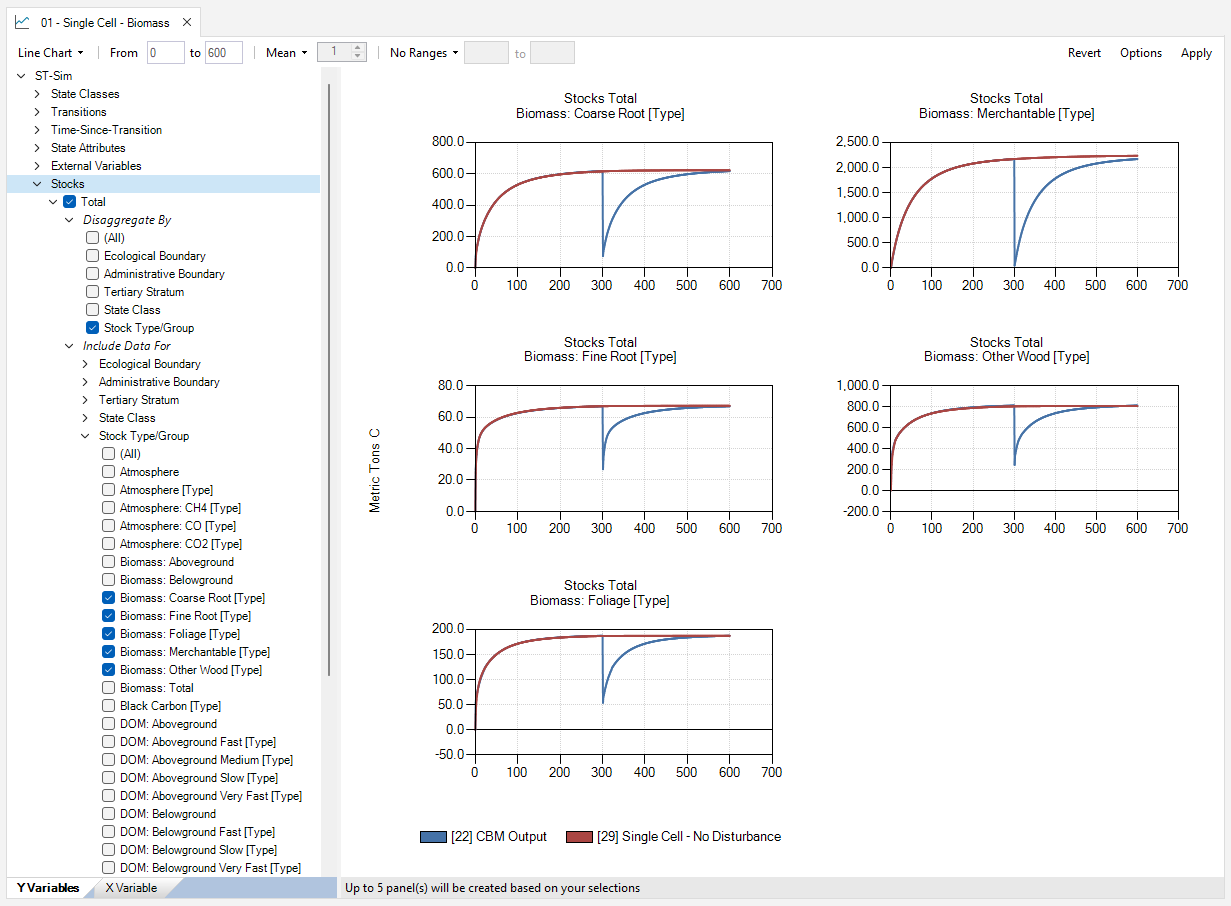 01 - Single Cell - Biomass
Line Chart From 0 to 600 Mean 1 No Ranges to Revert Options Apply
ST-Sim
State Classes
Transitions
Time-Since-Transition
State Attributes
External Variables
Stocks
Total
Disaggregate By
(All)
Ecological Boundary
Administrative Boundary
Tertiary Stratum
State Class
Stock Type/Group
Include Data For
Ecological Boundary
Administrative Boundary
Tertiary Stratum
State Class
Stock Type/Group
(All)
Atmosphere
Atmosphere [Type]
Atmosphere: CH4 [Type]
Atmosphere: CO [Type]
Atmosphere: CO2 [Type]
Biomass: Aboveground
Biomass: Belowground
Biomass: Coarse Root [Type]
Biomass: Fine Root [Type]
Biomass: Foliage [Type]
Biomass: Merchantable [Type]
Biomass: Other Wood [Type]
Biomass: Total
Black Carbon [Type]
DOM: Aboveground
DOM: Aboveground Fast [Type]
DOM: Aboveground Medium [Type]
DOM: Aboveground Slow [Type]
DOM: Aboveground Very Fast [Type]
DOM: Belowground
DOM: Belowground Fast [Type]
DOM: Belowground Slow [Type]
DOM: Belowground Very Fast [Type]
Y Variables X Variable
Metric Tons C
Stocks Total
Biomass: Coarse Root [Type]
800.0
600.0
400.0
200.0
0.0
0 100 200 300 400 500 600 700
Stocks Total
Biomass: Merchantable [Type]
2,500.0
2,000.0
1,500.0
1,000.0
500.0
0.0
0 100 200 300 400 500 600 700
Stocks Total
Biomass: Fine Root [Type]
80.0
60.0
40.0
20.0
0.0
0 100 200 300 400 500 600 700
Stocks Total
Biomass: Other Wood [Type]
1,000.0
800.0
600.0
400.0
200.0
0.0
-200.0
0 100 200 300 400 500 600 700
Stocks Total
Biomass: Foliage [Type]
200.0
150.0
100.0
50.0
0.0
-50.0
0 100 200 300 400 500 600 700
[22] CBM Output [29] Single Cell - No Disturbance
Up to 5 panel(s) will be created based on your selections